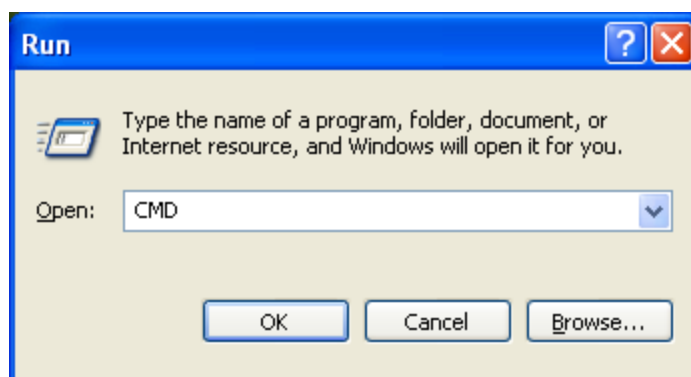 Run
Type the name of a program, folder, document, or
Internet resource, and Windows will open it for you.
Open: CMD
OK Cancel Browse...